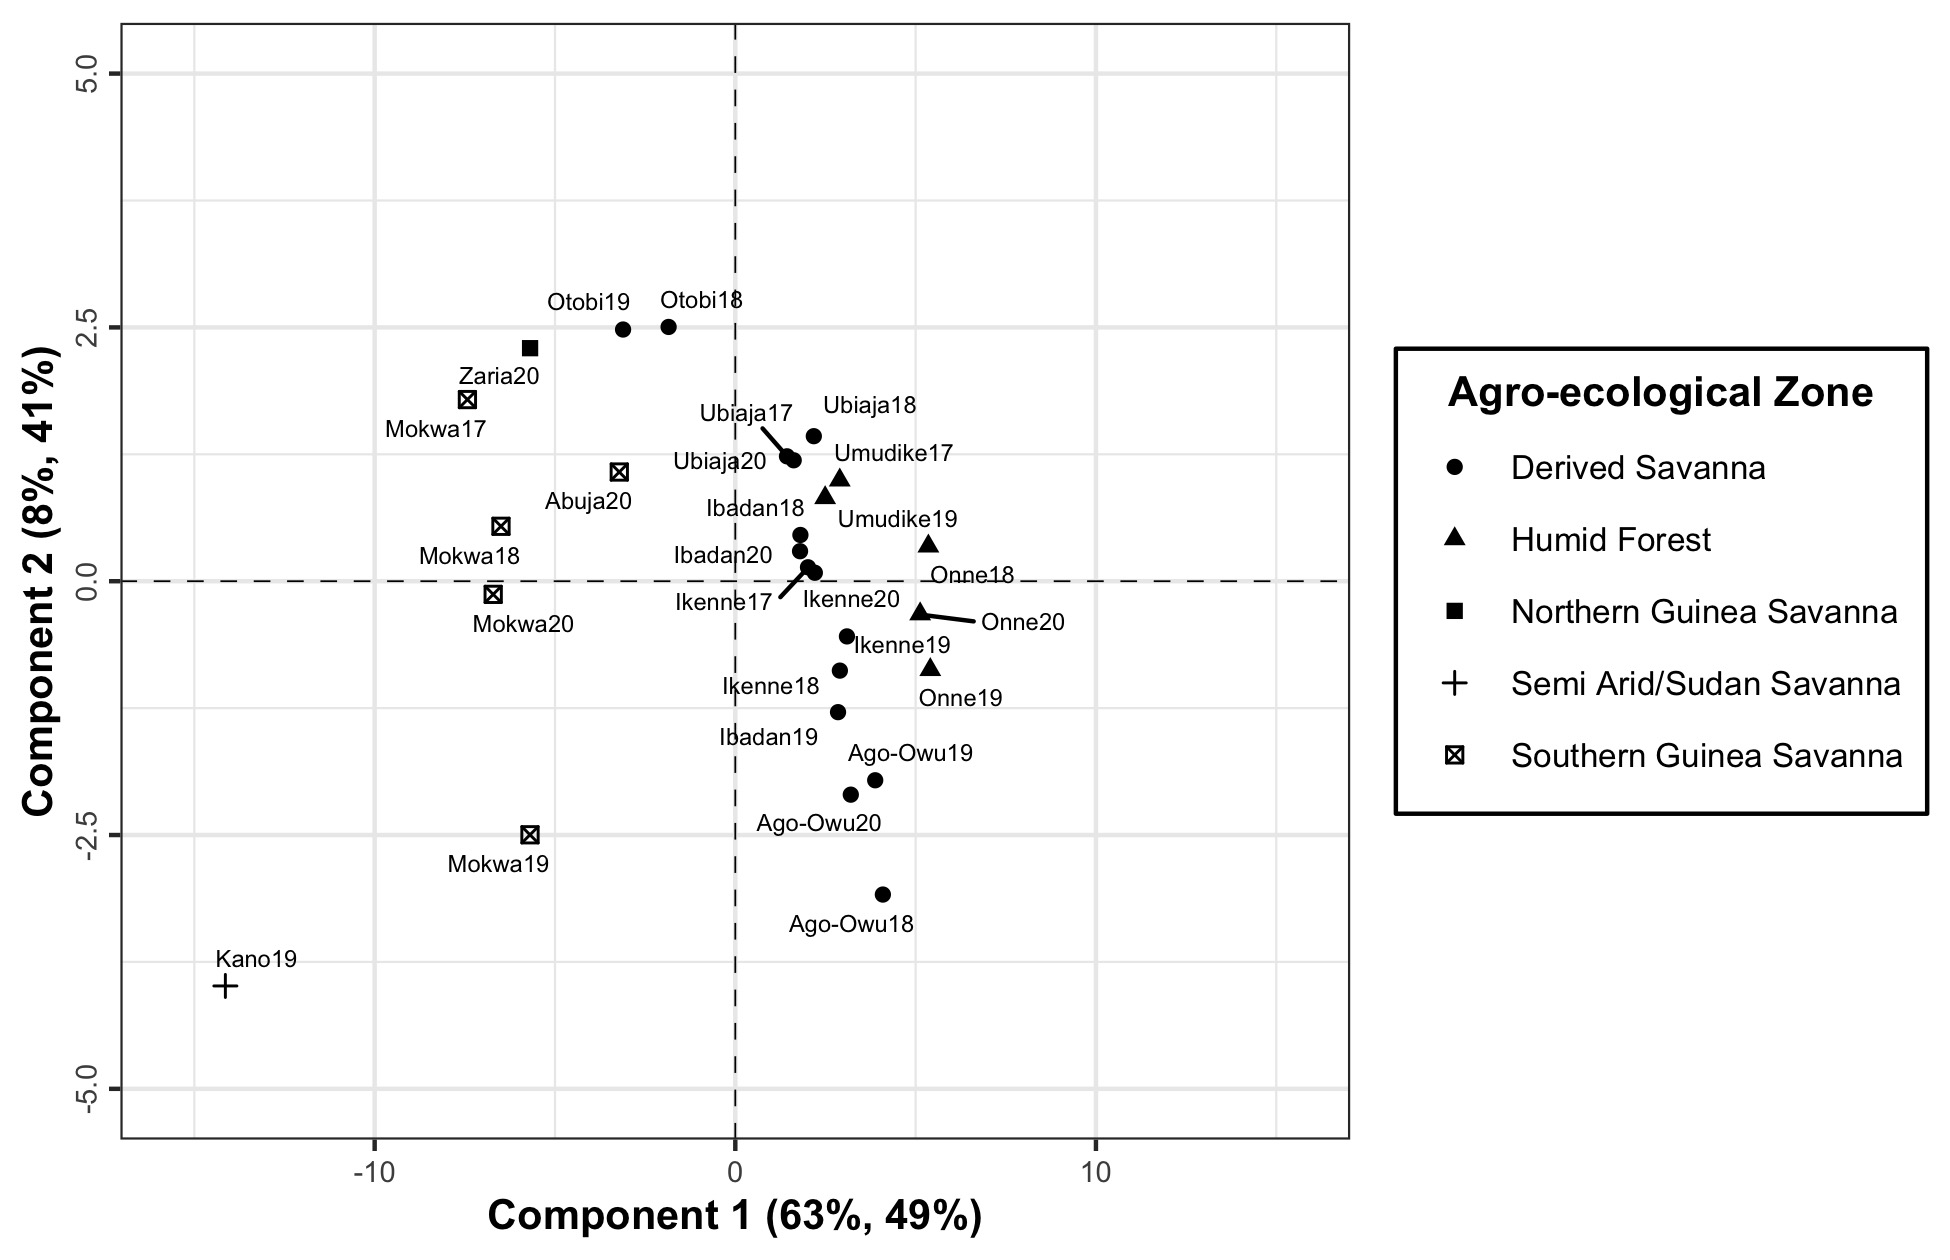 5.0
2.5
0.0
-2.5
-5.0
Component 2 (8%, 41%)
Otobi19
Otobi18
Zaria20
Mokwa17
Ubiaja17
Ubiaja18
Umudike17
Ubiaja20
Abuja20
Ibadan18
Umudike19
Mokwa18
Ibadan20
Onne18
Ikenne17
Ikenne20
Mokwa20
Onne20
Ikenne19
Ikenne18
Onne19
Ibadan19
Ago-Owu19
Ago-Owu20
Mokwa19
Ago-Owu18
Kano19
-10
0
10
Component 1 (63%, 49%)
Agro-ecological Zone
Derived Savanna
Humid Forest
Northern Guinea Savanna
Semi Arid/Sudan Savanna
Southern Guinea Savanna